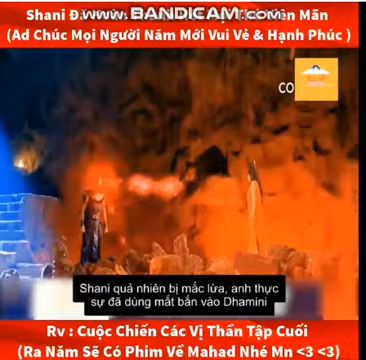 Shani Đ
WWW.BANDICAM.COM
ên Mãn
(Ad Chúc Mọi Người Năm Mới Vui Vẻ & Hạnh Phúc )
CO
Shani quả nhiên bị mắc lừa, anh thực
sự đã dùng mắt bắn vào Dhamini
Rv : Cuộc Chiến Các Vị Thần Tập Cuối
(Ra Năm Sẽ Có Phim Về Mahad Nhé Mn <3 <3)